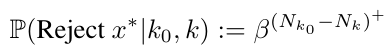 ℙ(Reject x*|k₀, k) := β^{(N_{k₀}−N_k)^+}